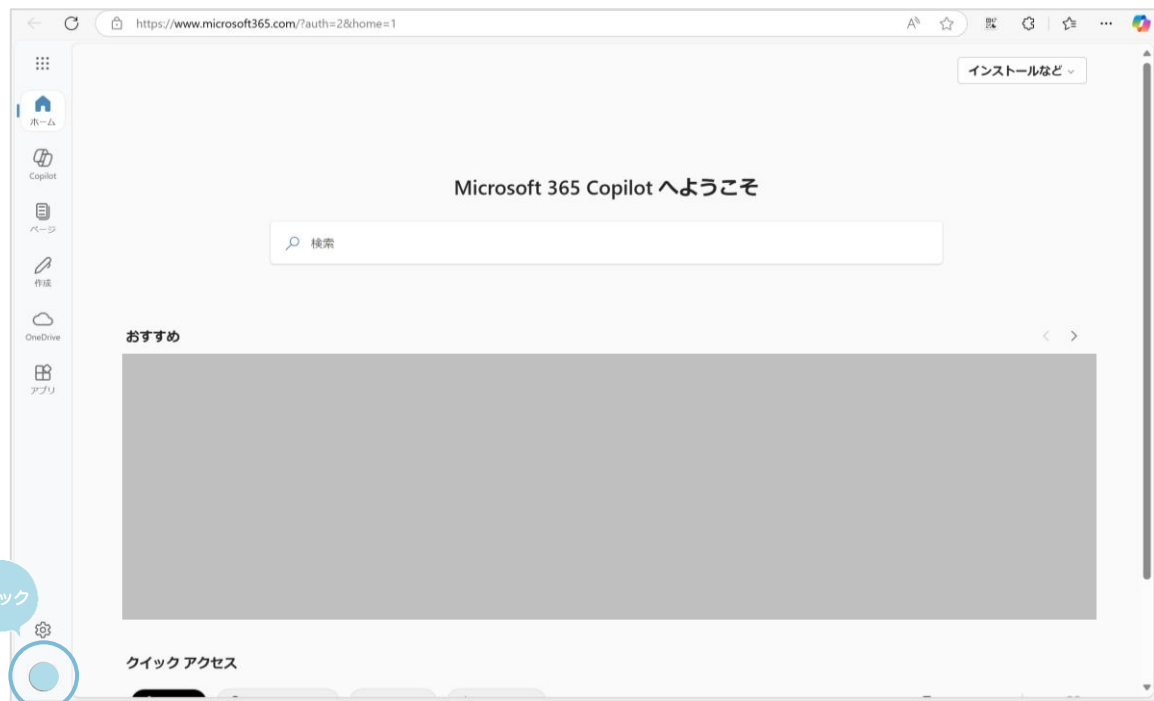 https://www.microsoft365.com/?auth=2&home=1
インストールなど
ホーム
Copilot
ページ
作成
OneDrive
アプリ
Microsoft 365 Copilot へようこそ
検索
おすすめ
ック
クイック アクセス